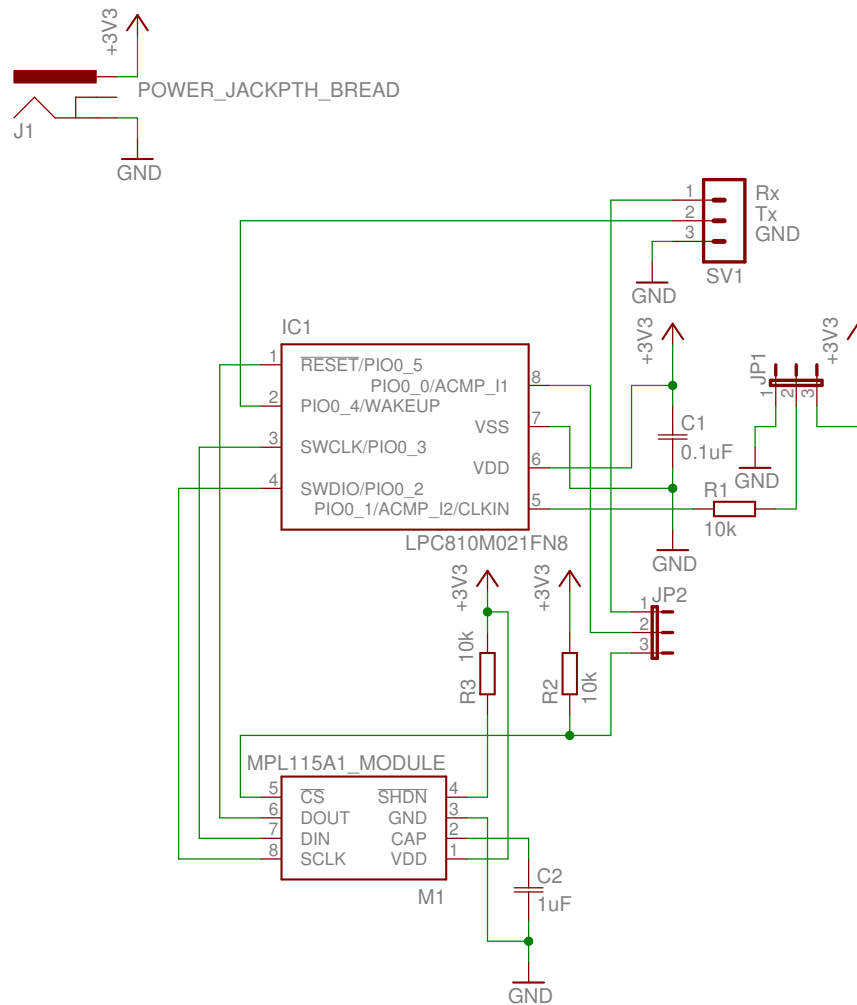 +3V3
POWER_JACKPTH_BREAD
J1
GND
1 Rx
2 Tx
3 GND
SV1
GND
IC1
+3V3
+3V3
JP1
1 2 3
1 RESET/PIO0_5
PIO0_0/ACMP_I1 8
2 PIO0_4/WAKEUP
VSS 7
3 SWCLK/PIO0_3
VDD 6
4 SWDIO/PIO0_2
PIO0_1/ACMP_I2/CLKIN 5
LPC810M021FN8
C1
0.1uF
GND
R1
10k
GND
+3V3
+3V3
JP2
1
2
3
10k
R3
R2
10k
MPL115A1_MODULE
5 CS SHDN 4
6 DOUT GND 3
7 DIN CAP 2
8 SCLK VDD 1
M1
C2
1uF
GND